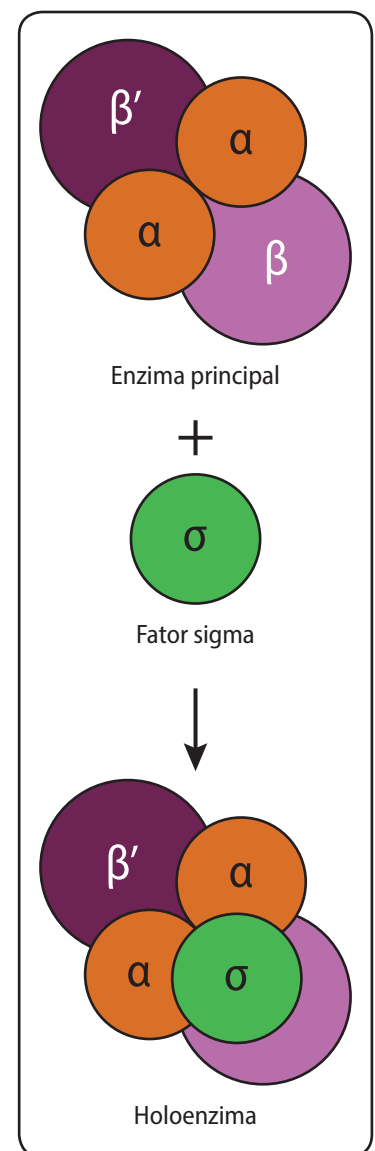 β′
α
α
β
Enzima principal
+
σ
Fator sigma
β′
α
α
σ
Holoenzima